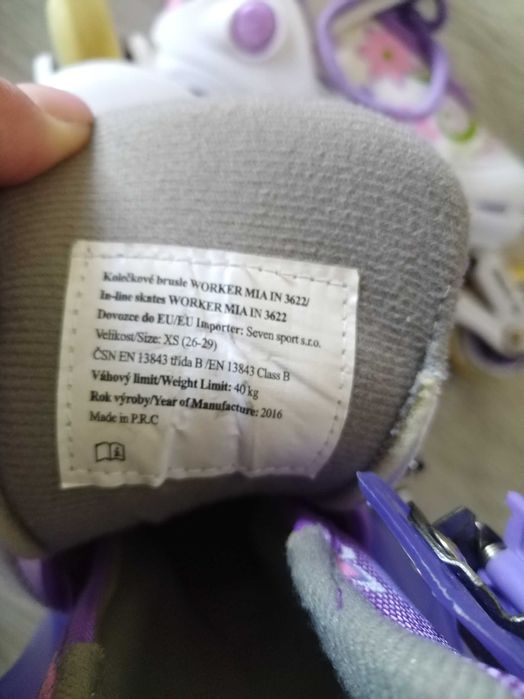 Kolečkové brusle WORKER MIA IN 3622/
In-line skates WORKER MIA IN 3622
Dovozce do EU/EU Importer: Seven sport s.r.o.
Velikost/Size: XS (26-29)
ČSN EN 13843 třída B /EN 13843 Class B
Váhový limit/Weight Limit: 40 kg
Rok výroby/Year of Manufacture: 2016
Made in P.R.C